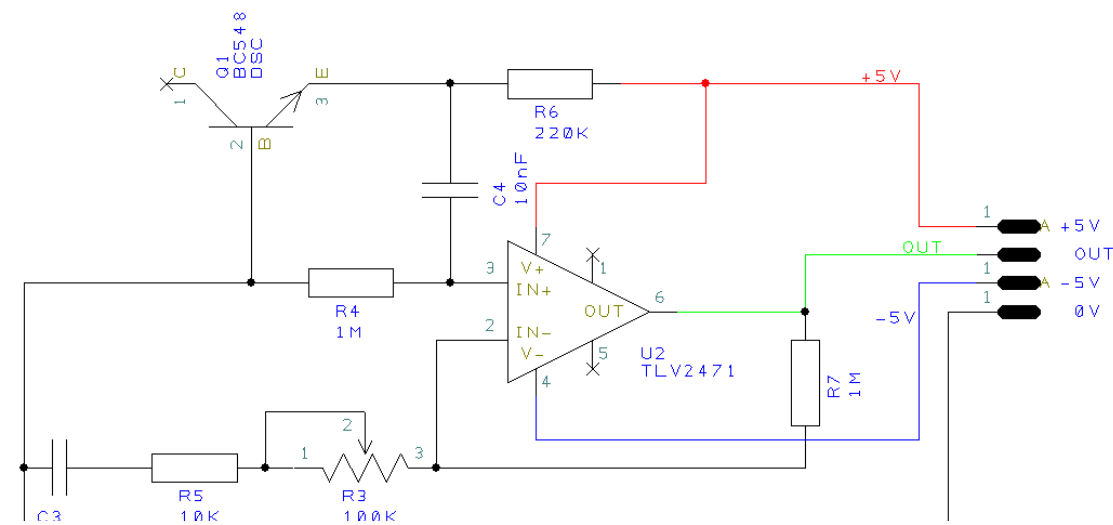 Q1
BC548
DSC
C
1
E
3
2
B
+5V
R6
220K
C4
10nF
7
V+
1
3
IN+
OUT
6
2
IN-
V-
5
4
R4
1M
U2
TLV2471
OUT
-5V
1
A
+5V
OUT
1
A
-5V
1
0V
R7
1M
2
1
3
R5
10K
R3
100K
C3